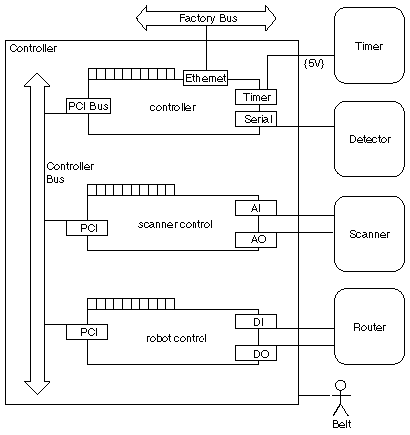 Factory Bus
Controller
Timer
{5V}
Ethernet
PCI Bus
controller
Timer
Serial
Detector
Controller
Bus
AI
PCI
scanner control
AO
Scanner
DI
PCI
robot control
DO
Router
Belt